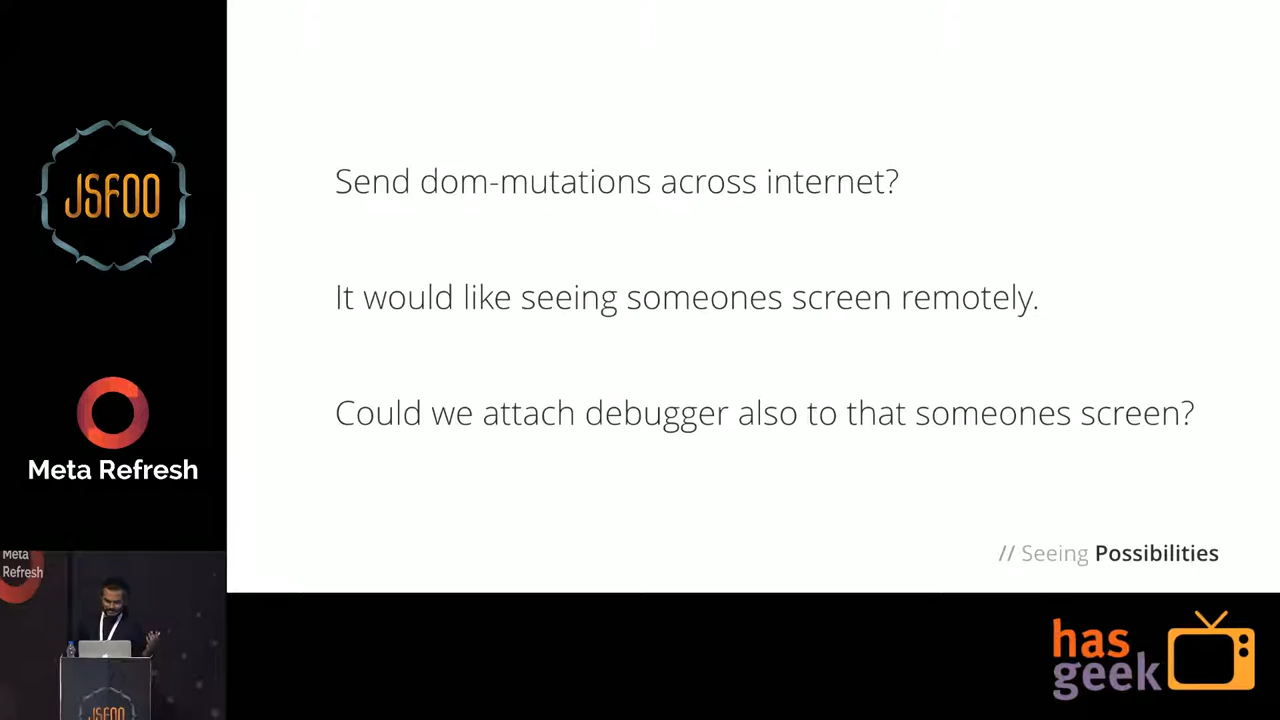 JSFOO
Meta Refresh
Meta
Refresh
JSFOO
Send dom-mutations across internet?
It would like seeing someones screen remotely.
Could we attach debugger also to that someones screen?
// Seeing Possibilities
has
geek